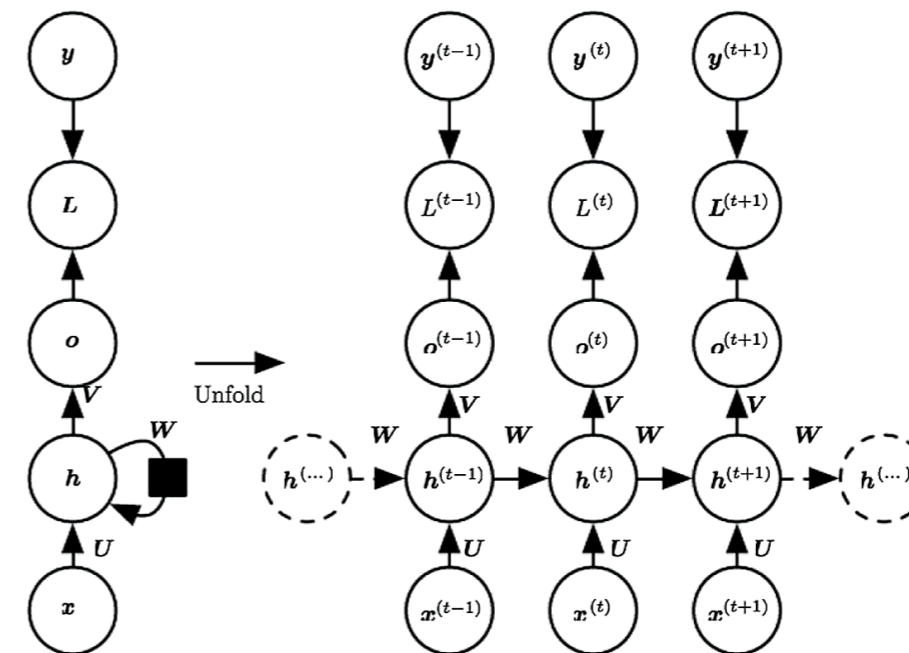 y y^(t−1) y^(t) y^(t+1)
L L^(t−1) L^(t) L^(t+1)
o o^(t−1) o^(t) o^(t+1)
Unfold
V V V V
W W W W W
h h^(...) h^(t−1) h^(t) h^(t+1) h^(...)
U U U U
x x^(t−1) x^(t) x^(t+1)